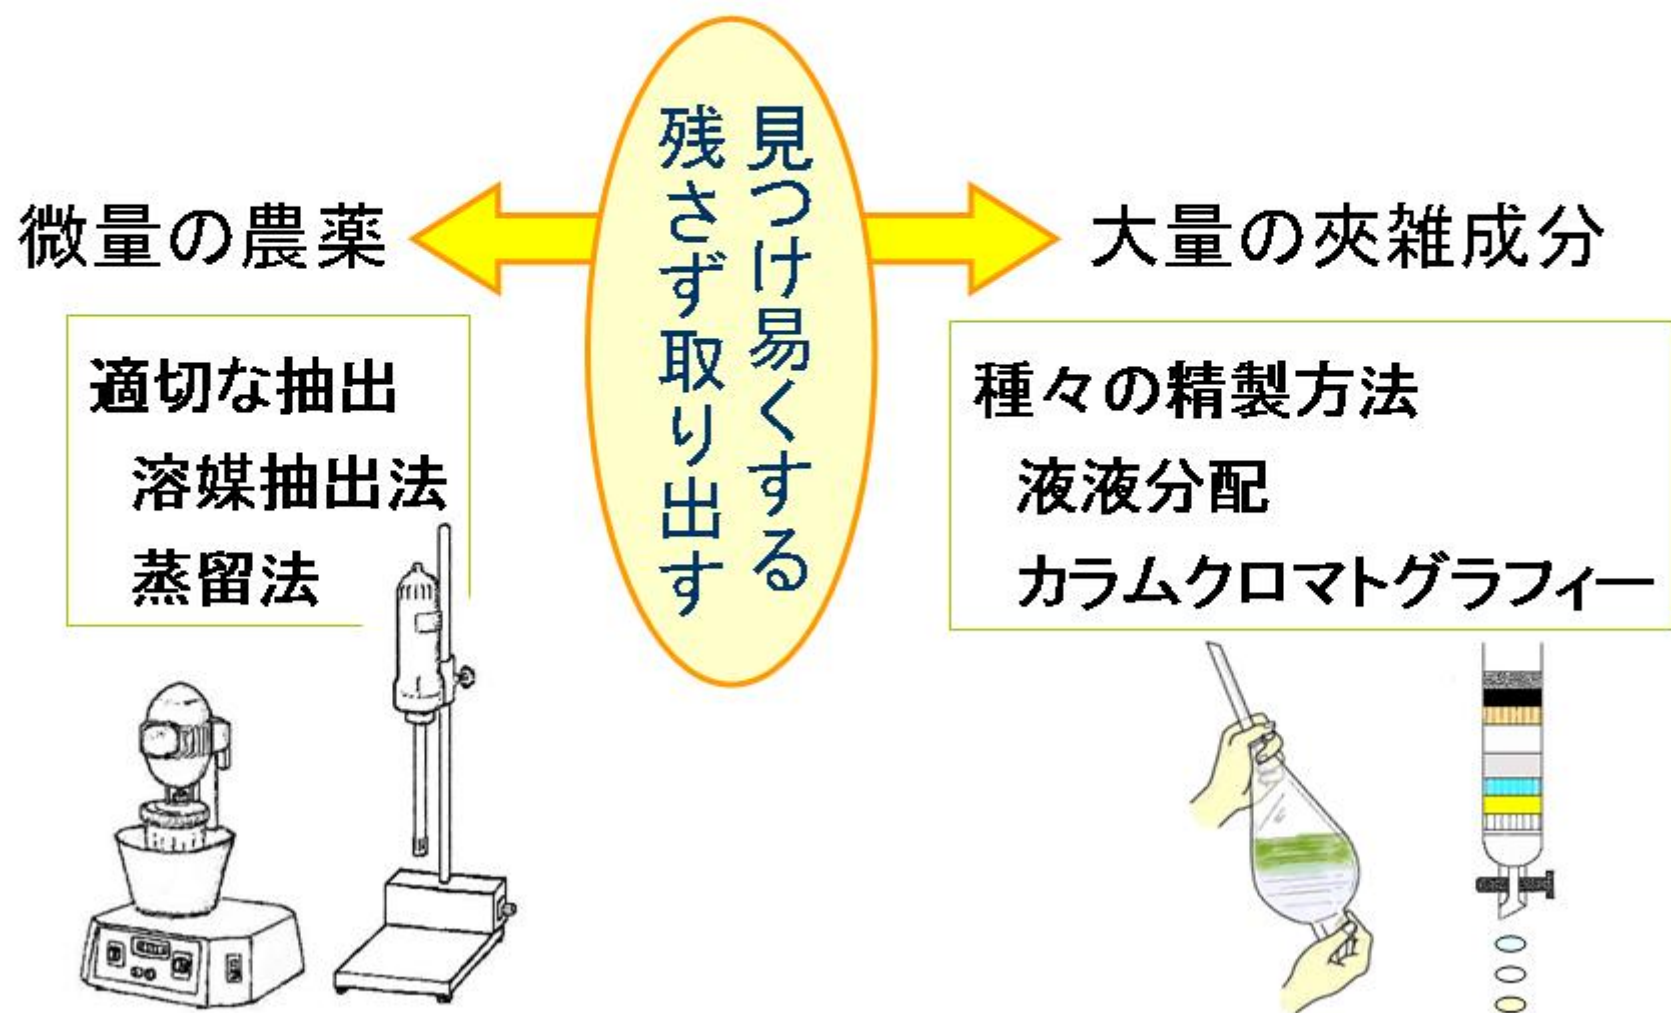 見つけ易くする
残さず取り出す
微量の農薬
適切な抽出
溶媒抽出法
蒸留法
大量の夾雑成分
種々の精製方法
液液分配
カラムクロマトグラフィー